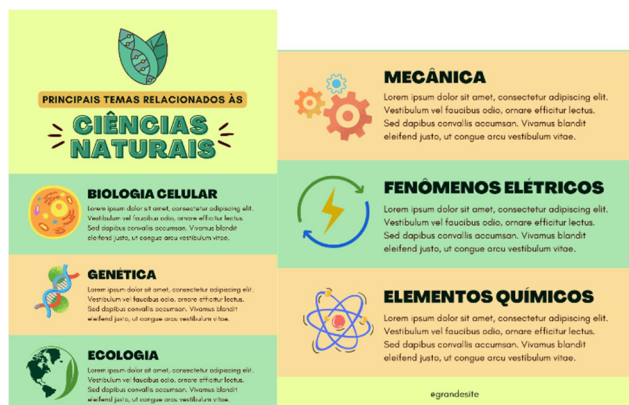 PRINCIPAIS TEMAS RELACIONADOS ÀS
CIÊNCIAS
NATURAIS
BIOLOGIA CELULAR
Lorem ipsum dolor sit amet, consectetur adipiscing elit.
Vestibulum vel faucibus odio, ornare efficitur lectus.
Sed dapibus convallis accumsan. Vivamus blandit
eleifend justo, ut congue arcu vestibulum vitae.
GENÉTICA
Lorem ipsum dolor sit amet, consectetur adipiscing elit.
Vestibulum vel faucibus odio, ornare efficitur lectus.
Sed dapibus convallis accumsan. Vivamus blandit
eleifend justo, ut congue arcu vestibulum vitae.
ECOLOGIA
Lorem ipsum dolor sit amet, consectetur adipiscing elit.
Vestibulum vel faucibus odio, ornare efficitur lectus.
Sed dapibus convallis accumsan. Vivamus blandit
eleifend justo, ut congue arcu vestibulum vitae.
MECÂNICA
Lorem ipsum dolor sit amet, consectetur adipiscing elit.
Vestibulum vel faucibus odio, ornare efficitur lectus.
Sed dapibus convallis accumsan. Vivamus blandit
eleifend justo, ut congue arcu vestibulum vitae.
FENÔMENOS ELÉTRICOS
Lorem ipsum dolor sit amet, consectetur adipiscing elit.
Vestibulum vel faucibus odio, ornare efficitur lectus.
Sed dapibus convallis accumsan. Vivamus blandit
eleifend justo, ut congue arcu vestibulum vitae.
ELEMENTOS QUÍMICOS
Lorem ipsum dolor sit amet, consectetur adipiscing elit.
Vestibulum vel faucibus odio, ornare efficitur lectus.
Sed dapibus convallis accumsan. Vivamus blandit
eleifend justo, ut congue arcu vestibulum vitae.
@grandesite